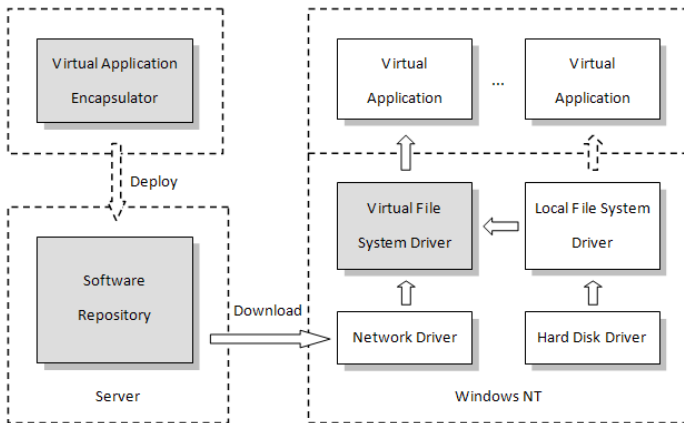 Virtual Application
Encapsulator
Deploy
Software
Repository
Server
Download
Virtual
Application
...
Virtual
Application
Virtual File
System Driver
Local File System
Driver
Network Driver
Hard Disk Driver
Windows NT